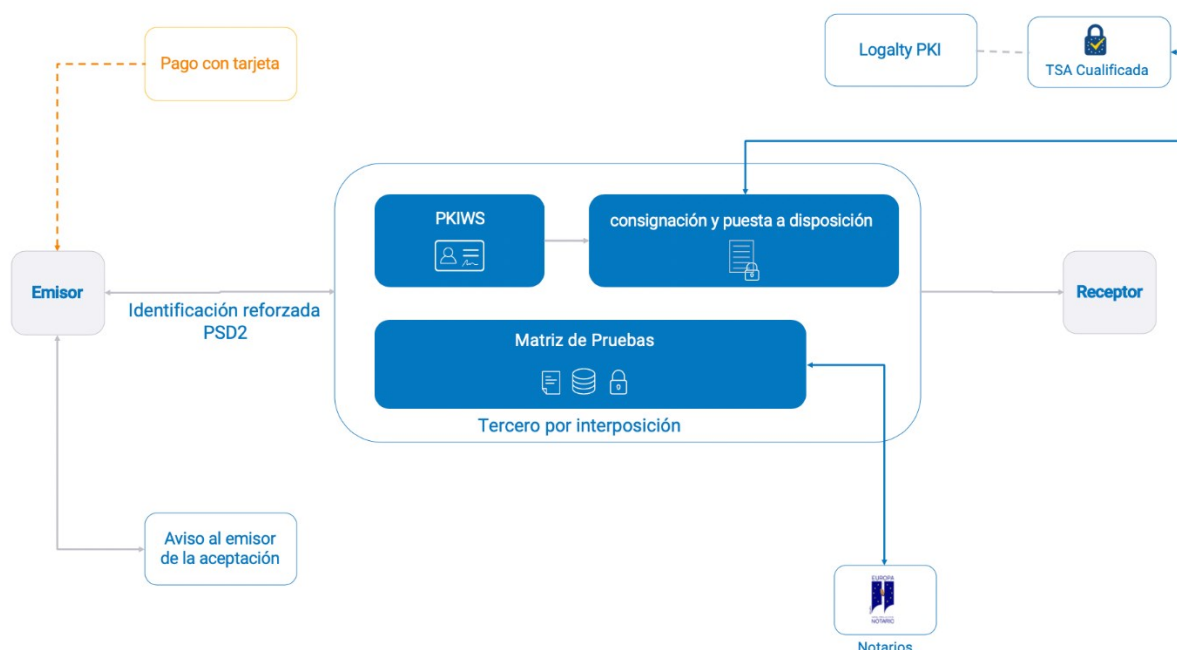 Pago con tarjeta
Logalty PKI
TSA Cualificada
PKIWS
consignación y puesta a disposición
Emisor
Identificación reforzada
PSD2
Receptor
Matriz de Pruebas
Tercero por interposición
Aviso al emisor
de la aceptación
EUROPA
NOTARIO
Notarios